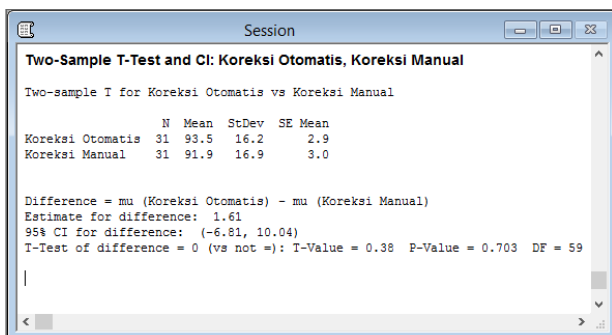 Session
Two-Sample T-Test and CI: Koreksi Otomatis, Koreksi Manual
Two-sample T for Koreksi Otomatis vs Koreksi Manual
N Mean StDev SE Mean
Koreksi Otomatis 31 93.5 16.2 2.9
Koreksi Manual 31 91.9 16.9 3.0
Difference = mu (Koreksi Otomatis) - mu (Koreksi Manual)
Estimate for difference: 1.61
95% CI for difference: (-6.81, 10.04)
T-Test of difference = 0 (vs not =): T-Value = 0.38 P-Value = 0.703 DF = 59